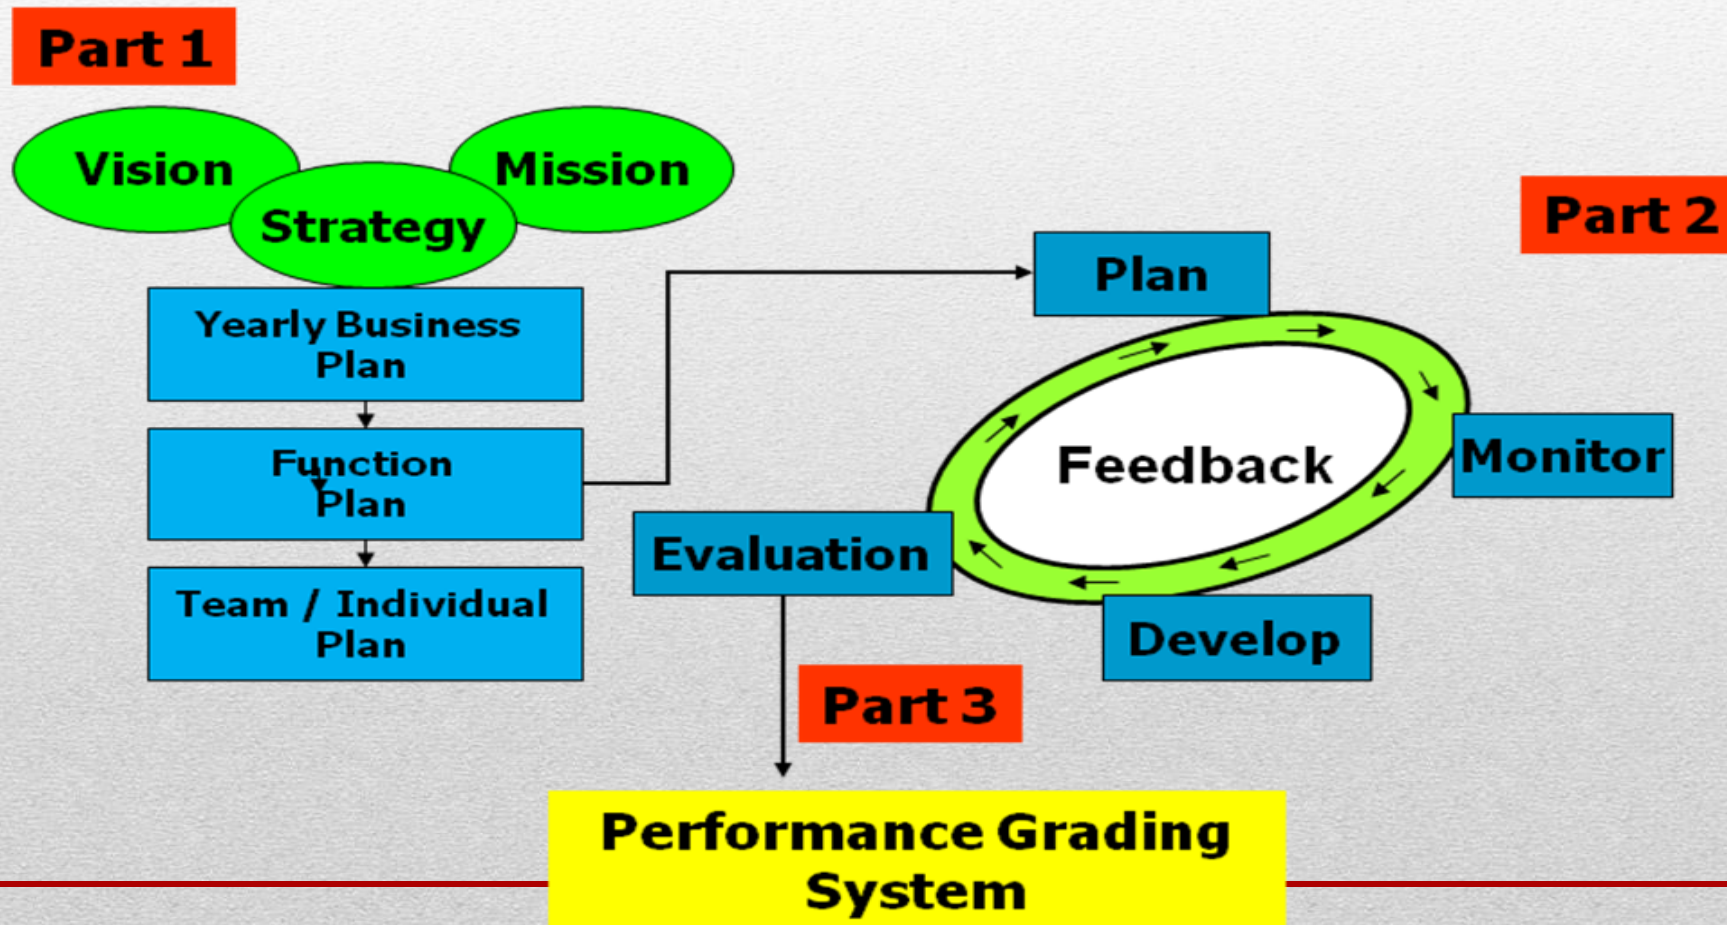 Part 1
Vision
Mission
Strategy
Yearly Business
Plan
Function
Plan
Team / Individual
Plan
Part 2
Plan
Monitor
Feedback
Evaluation
Develop
Part 3
Performance Grading
System